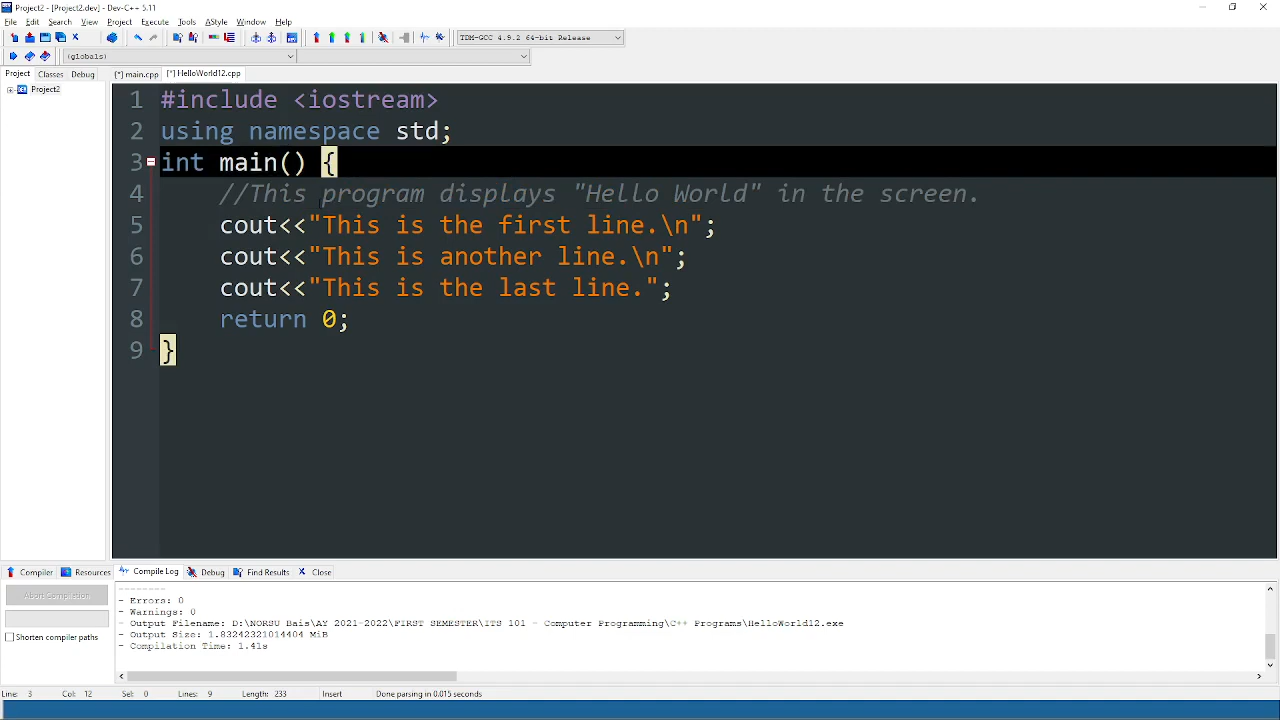 Project2 - [Project2.dev] - Dev-C++ 5.11
File Edit Search View Project Execute Tools AStyle Window Help
TDM-GCC 4.9.2 64-bit Release
(globals)
Project Classes Debug [*] main.cpp [*] HelloWorld12.cpp
Project2
1 #include <iostream>
2 using namespace std;
3 int main() {
4 //This program displays "Hello World" in the screen.
5 cout<<"This is the first line.\n";
6 cout<<"This is another line.\n";
7 cout<<"This is the last line.";
8 return 0;
9 }
Compiler Resources Compile Log Debug Find Results Close
Abort Compilation
Shorten compiler paths
--------
- Errors: 0
- Warnings: 0
- Output Filename: D:\NORSU Bais\AY 2021-2022\FIRST SEMESTER\ITS 101 - Computer Programming\C++ Programs\HelloWorld12.exe
- Output Size: 1.83242321014404 MiB
- Compilation Time: 1.41s
Line: 3 Col: 12 Sel: 0 Lines: 9 Length: 233 Insert Done parsing in 0.015 seconds